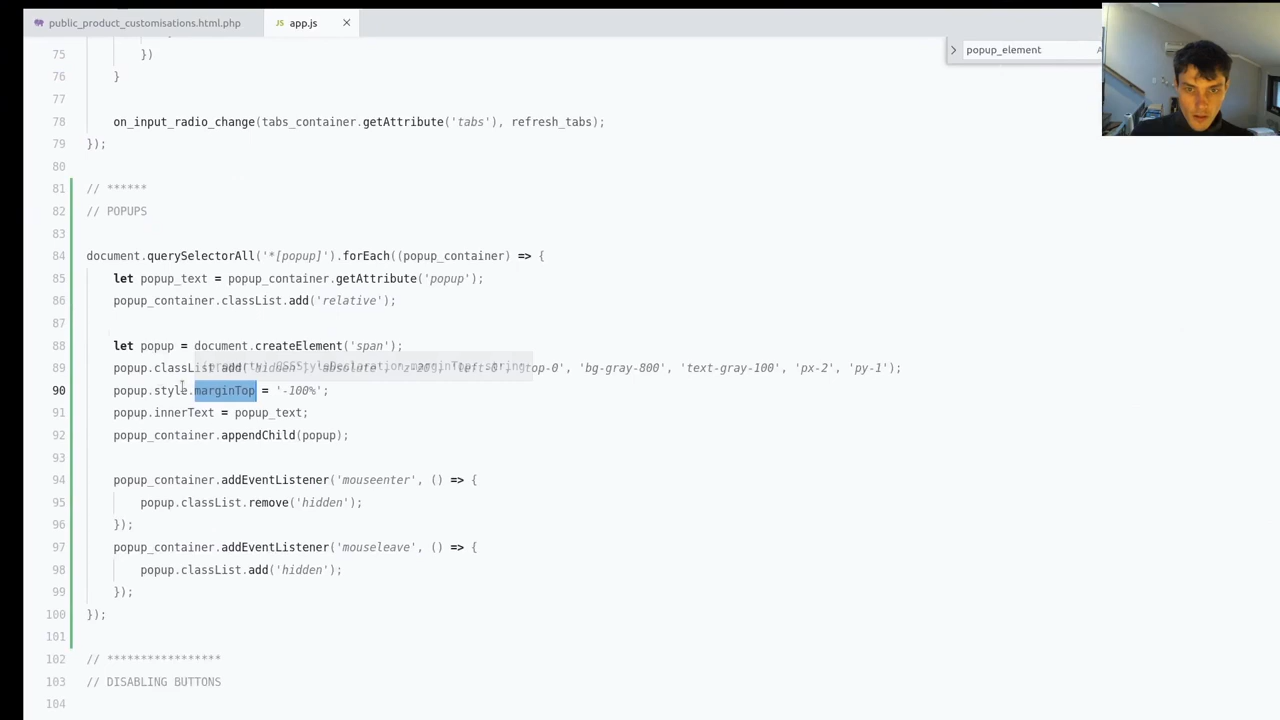 public_product_customisations.html.php
JS app.js ×
popup_element
75 })
76 }
77
78 on_input_radio_change(tabs_container.getAttribute('tabs'), refresh_tabs);
79 });
80
81 // ******
82 // POPUPS
83
84 document.querySelectorAll('*[popup]').forEach((popup_container) => {
85 let popup_text = popup_container.getAttribute('popup');
86 popup_container.classList.add('relative');
87
88 let popup = document.createElement('span');
(property) CSSStyleDeclaration.marginTop: string
89 popup.classList.add('hidden', 'absolute', 'z-20', 'left-0', 'top-0', 'bg-gray-800', 'text-gray-100', 'px-2', 'py-1');
90 popup.style.marginTop = '-100%';
91 popup.innerText = popup_text;
92 popup_container.appendChild(popup);
93
94 popup_container.addEventListener('mouseenter', () => {
95 popup.classList.remove('hidden');
96 });
97 popup_container.addEventListener('mouseleave', () => {
98 popup.classList.add('hidden');
99 });
100 });
101
102 // *****************
103 // DISABLING BUTTONS
104